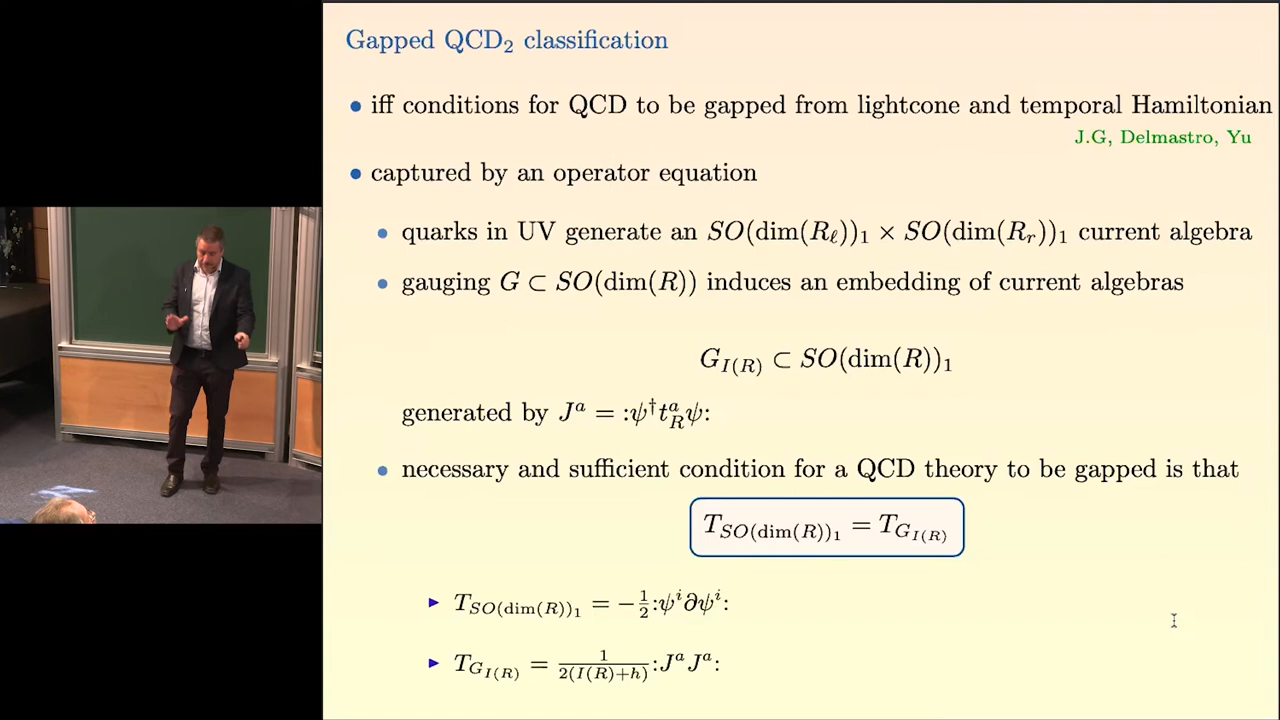 Gapped QCD₂ classification
• iff conditions for QCD to be gapped from lightcone and temporal Hamiltonian
J.G, Delmastro, Yu
• captured by an operator equation
• quarks in UV generate an SO(dim(R_ℓ))₁ × SO(dim(R_r))₁ current algebra
• gauging G ⊂ SO(dim(R)) induces an embedding of current algebras
G_{I(R)} ⊂ SO(dim(R))₁
generated by J^a = :ψ†t^a_R ψ:
• necessary and sufficient condition for a QCD theory to be gapped is that
T_{SO(dim(R))₁} = T_{G_{I(R)}}
▸ T_{SO(dim(R))₁} = −½:ψ^i∂ψ^i:
▸ T_{G_{I(R)}} = 1/(2(I(R)+h)) :J^a J^a: